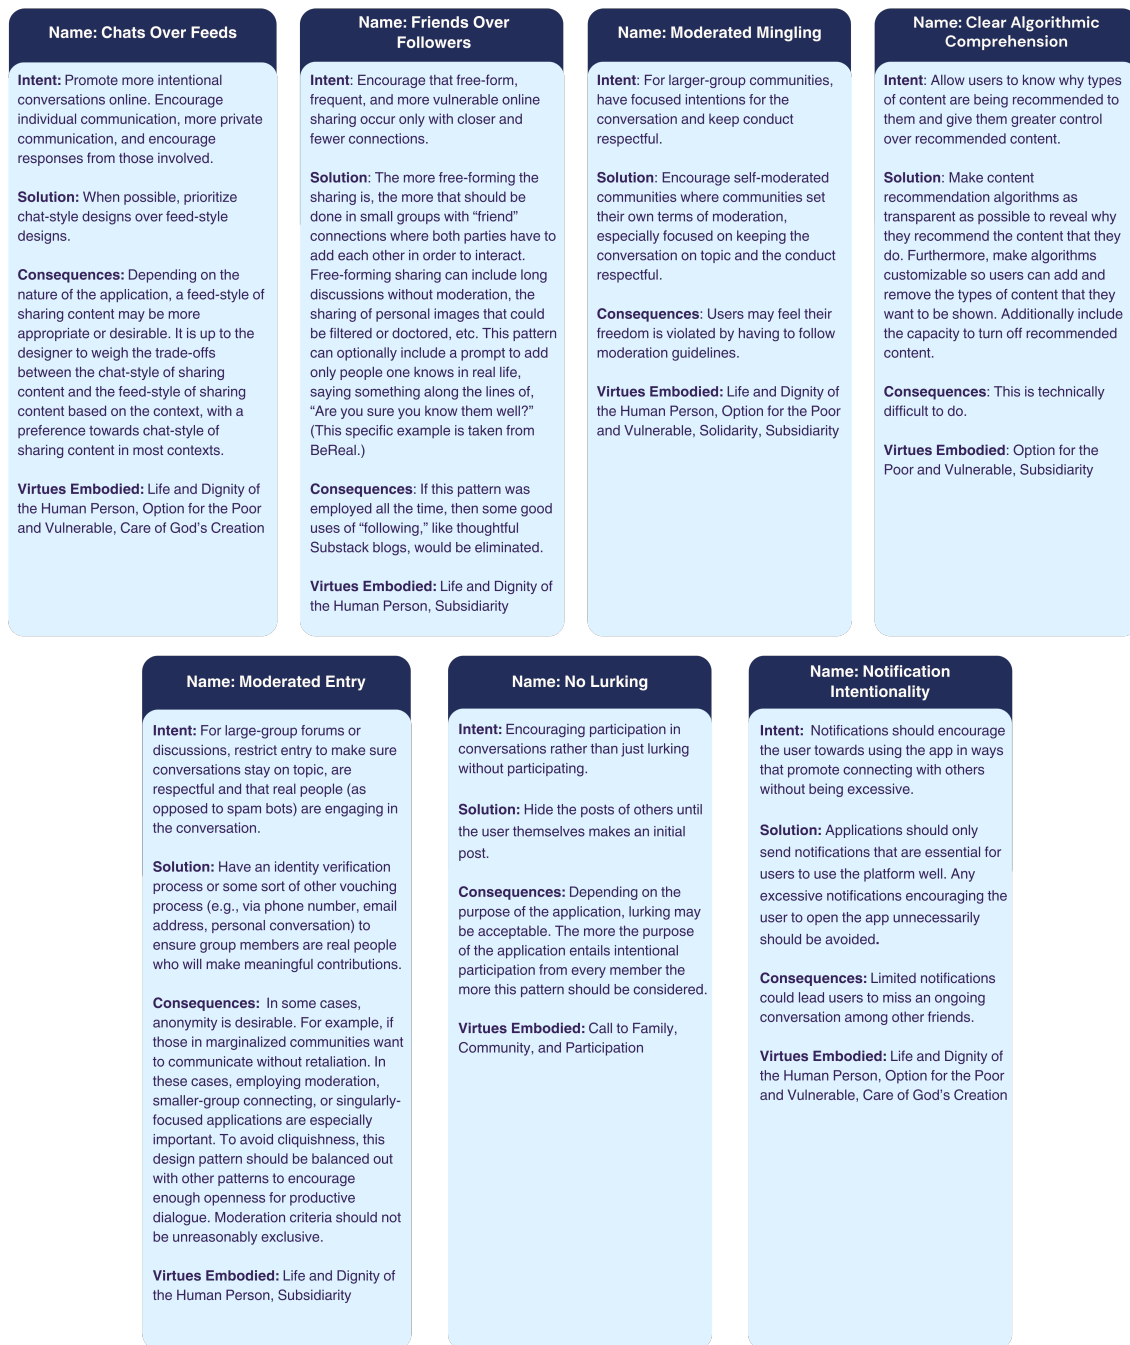 Name: Chats Over Feeds
Intent: Promote more intentional
conversations online. Encourage
individual communication, more private
communication, and encourage
responses from those involved.
Solution: When possible, prioritize
chat-style designs over feed-style
designs.
Consequences: Depending on the
nature of the application, a feed-style of
sharing content may be more
appropriate or desirable. It is up to the
designer to weigh the trade-offs
between the chat-style of sharing
content and the feed-style of sharing
content based on the context, with a
preference towards chat-style of
sharing content in most contexts.
Virtues Embodied: Life and Dignity of
the Human Person, Option for the Poor
and Vulnerable, Care of God's Creation
Name: Friends Over
Followers
Intent: Encourage that free-form,
frequent, and more vulnerable online
sharing occur only with closer and
fewer connections.
Solution: The more free-forming the
sharing is, the more that should be
done in small groups with “friend”
connections where both parties have to
add each other in order to interact.
Free-forming sharing can include long
discussions without moderation, the
sharing of personal images that could
be filtered or doctored, etc. This pattern
can optionally include a prompt to add
only people one knows in real life,
saying something along the lines of,
“Are you sure you know them well?”
(This specific example is taken from
BeReal.)
Consequences: If this pattern was
employed all the time, then some good
uses of “following,” like thoughtful
Substack blogs, would be eliminated.
Virtues Embodied: Life and Dignity of
the Human Person, Subsidiarity
Name: Moderated Mingling
Intent: For larger-group communities,
have focused intentions for the
conversation and keep conduct
respectful.
Solution: Encourage self-moderated
communities where communities set
their own terms of moderation,
especially focused on keeping the
conversation on topic and the conduct
respectful.
Consequences: Users may feel their
freedom is violated by having to follow
moderation guidelines.
Virtues Embodied: Life and Dignity of
the Human Person, Option for the Poor
and Vulnerable, Solidarity, Subsidiarity
Name: Clear Algorithmic
Comprehension
Intent: Allow users to know why types
of content are being recommended to
them and give them greater control
over recommended content.
Solution: Make content
recommendation algorithms as
transparent as possible to reveal why
they recommend the content that they
do. Furthermore, make algorithms
customizable so users can add and
remove the types of content that they
want to be shown. Additionally include
the capacity to turn off recommended
content.
Consequences: This is technically
difficult to do.
Virtues Embodied: Option for the
Poor and Vulnerable, Subsidiarity
Name: Moderated Entry
Intent: For large-group forums or
discussions, restrict entry to make sure
conversations stay on topic, are
respectful and that real people (as
opposed to spam bots) are engaging in
the conversation.
Solution: Have an identity verification
process or some sort of other vouching
process (e.g., via phone number, email
address, personal conversation) to
ensure group members are real people
who will make meaningful contributions.
Consequences: In some cases,
anonymity is desirable. For example, if
those in marginalized communities want
to communicate without retaliation. In
these cases, employing moderation,
smaller-group connecting, or singularly-
focused applications are especially
important. To avoid cliquishness, this
design pattern should be balanced out
with other patterns to encourage
enough openness for productive
dialogue. Moderation criteria should not
be unreasonably exclusive.
Virtues Embodied: Life and Dignity of
the Human Person, Subsidiarity
Name: No Lurking
Intent: Encouraging participation in
conversations rather than just lurking
without participating.
Solution: Hide the posts of others until
the user themselves makes an initial
post.
Consequences: Depending on the
purpose of the application, lurking may
be acceptable. The more the purpose
of the application entails intentional
participation from every member the
more this pattern should be considered.
Virtues Embodied: Call to Family,
Community, and Participation
Name: Notification
Intentionality
Intent: Notifications should encourage
the user towards using the app in ways
that promote connecting with others
without being excessive.
Solution: Applications should only
send notifications that are essential for
users to use the platform well. Any
excessive notifications encouraging the
user to open the app unnecessarily
should be avoided.
Consequences: Limited notifications
could lead users to miss an ongoing
conversation among other friends.
Virtues Embodied: Life and Dignity of
the Human Person, Option for the Poor
and Vulnerable, Care of God's Creation